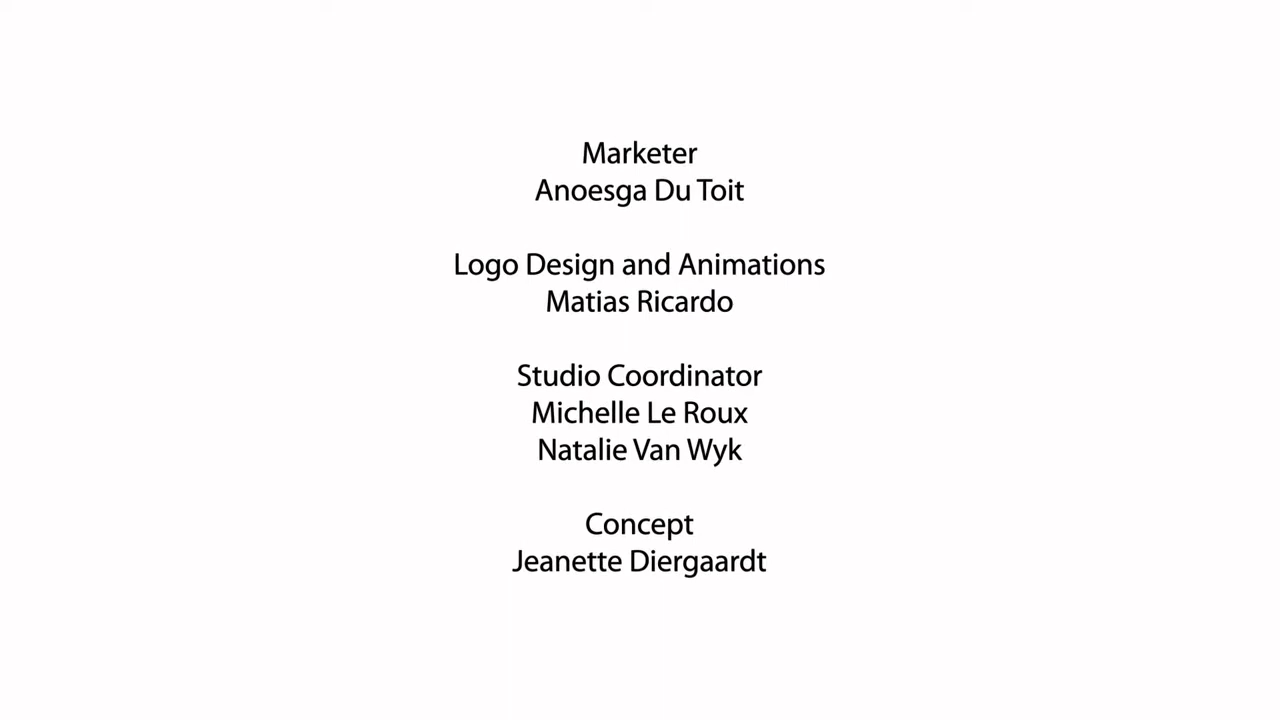 Marketer
Anoesga Du Toit
Logo Design and Animations
Matias Ricardo
Studio Coordinator
Michelle Le Roux
Natalie Van Wyk
Concept
Jeanette Diergaardt